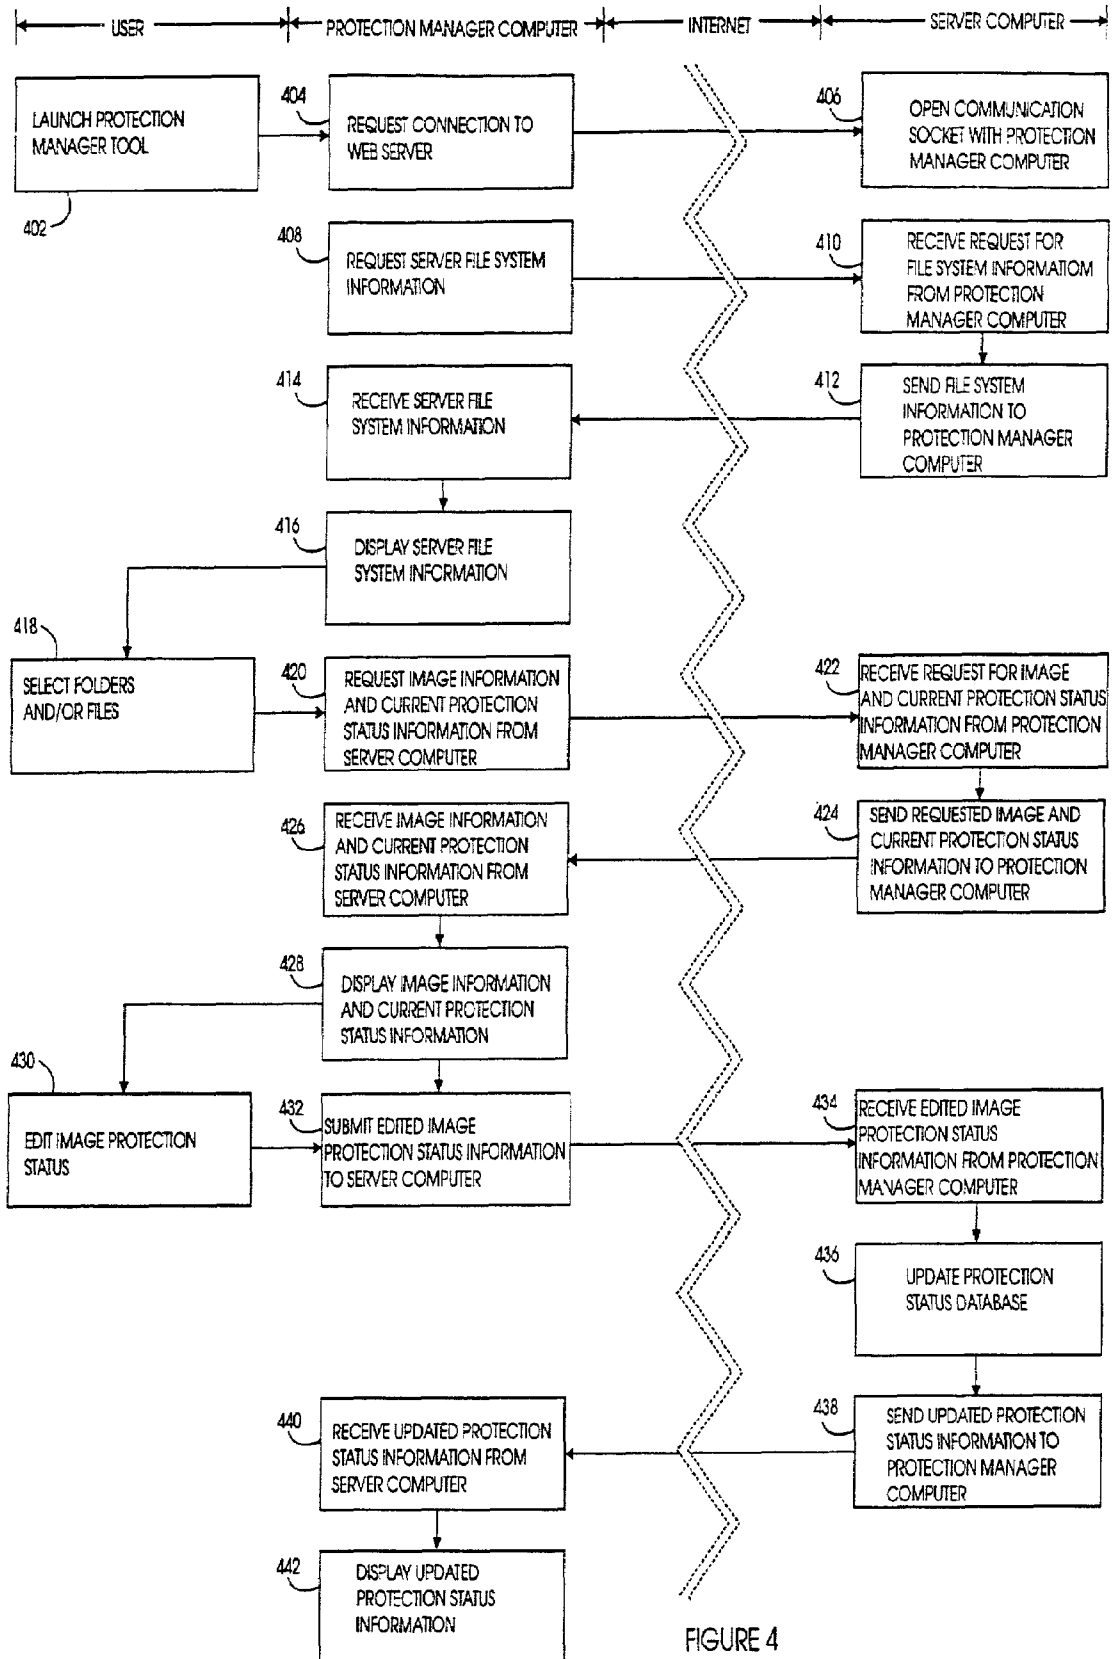 USER
PROTECTION MANAGER COMPUTER
INTERNET
SERVER COMPUTER
LAUNCH PROTECTION
MANAGER TOOL
402
404
REQUEST CONNECTION TO
WEB SERVER
406
OPEN COMMUNICATION
SOCKET WITH PROTECTION
MANAGER COMPUTER
408
REQUEST SERVER FILE SYSTEM
INFORMATION
410
RECEIVE REQUEST FOR
FILE SYSTEM INFORMATIOM
FROM PROTECTION
MANAGER COMPUTER
414
RECEIVE SERVER FILE
SYSTEM INFORMATION
412
SEND FILE SYSTEM
INFORMATION TO
PROTECTION MANAGER
COMPUTER
416
DISPLAY SERVER FILE
SYSTEM INFORMATION
418
SELECT FOLDERS
AND/OR FILES
420
REQUEST IMAGE INFORMATION
AND CURRENT PROTECTION
STATUS INFORMATION FROM
SERVER COMPUTER
422
RECEIVE REQUEST FOR IMAGE
AND CURRENT PROTECTION STATUS
INFORMATION FROM PROTECTION
MANAGER COMPUTER
426
RECEIVE IMAGE INFORMATION
AND CURRENT PROTECTION
STATUS INFORMATION FROM
SERVER COMPUTER
424
SEND REQUESTED IMAGE AND
CURRENT PROTECTION STATUS
INFORMATION TO PROTECTION
MANAGER COMPUTER
428
DISPLAY IMAGE INFORMATION
AND CURRENT PROTECTION
STATUS INFORMATION
430
EDIT IMAGE PROTECTION
STATUS
432
SUBMIT EDITED IMAGE
PROTECTION STATUS INFORMATION
TO SERVER COMPUTER
434
RECEIVE EDITED IMAGE
PROTECTION STATUS
INFORMATION FROM PROTECTION
MANAGER COMPUTER
436
UPDATE PROTECTION
STATUS DATABASE
440
RECEIVE UPDATED PROTECTION
STATUS INFORMATION FROM
SERVER COMPUTER
438
SEND UPDATED PROTECTION
STATUS INFORMATION TO
PROTECTION MANAGER
COMPUTER
442
DISPLAY UPDATED
PROTECTION STATUS
INFORMATION
FIGURE 4